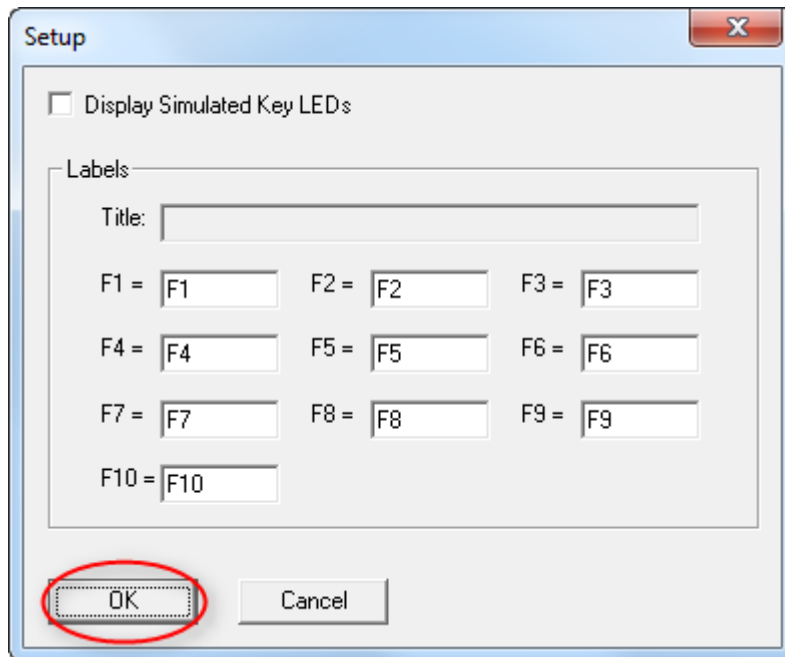 Setup
Display Simulated Key LEDs
Labels
Title:
F1 = F1 F2 = F2 F3 = F3
F4 = F4 F5 = F5 F6 = F6
F7 = F7 F8 = F8 F9 = F9
F10 = F10
OK Cancel